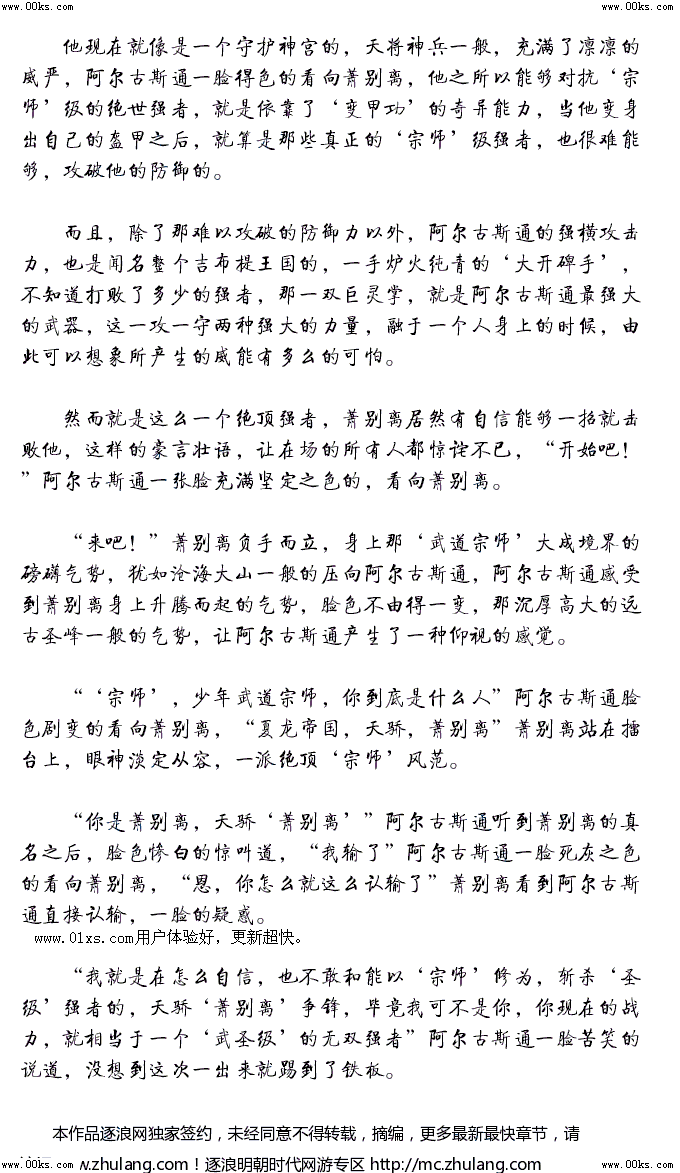 www.00ks.com www.00ks.com
他现在就像是一个守护神宫的，天将神兵一般，充满了凛凛的
威严，阿尔古斯通一脸得色的看向萧别离，他之所以能够对抗‘宗
师’级的绝世强者，就是依靠了‘变甲功’的奇异能力，当他变身
出自己的盔甲之后，就算是那些真正的‘宗师’级强者，也很难能
够，攻破他的防御的。
而且，除了那难以攻破的防御力以外，阿尔古斯通的强横攻击
力，也是闻名整个吉布提王国的，一手炉火纯青的‘大开碑手’，
不知道打败了多少的强者，那一双巨灵掌，就是阿尔古斯通最强大
的武器，这一攻一守两种强大的力量，融于一个人身上的时候，由
此可以想象所产生的威能有多么的可怕。
然而就是这么一个绝顶强者，萧别离居然有自信能够一招就击
败他，这样的豪言壮语，让在场的所有人都惊诧不已，“开始吧！
”阿尔古斯通一张脸充满坚定之色的，看向萧别离。
“来吧！”萧别离负手而立，身上那‘武道宗师’大成境界的
磅礴气势，犹如沧海大山一般的压向阿尔古斯通，阿尔古斯通感受
到萧别离身上升腾而起的气势，脸色不由得一变，那沉厚高大的远
古圣峰一般的气势，让阿尔古斯通产生了一种仰视的感觉。
“‘宗师’，少年武道宗师，你到底是什么人”阿尔古斯通脸
色剧变的看向萧别离，“夏龙帝国，天骄，萧别离”萧别离站在擂
台上，眼神淡定从容，一派绝顶‘宗师’风范。
“你是萧别离，天骄‘萧别离’”阿尔古斯通听到萧别离的真
名之后，脸色惨白的惊叫道，“我输了”阿尔古斯通一脸死灰之色
的看向萧别离，“恩，你怎么就这么认输了”萧别离看到阿尔古斯
通直接认输，一脸的疑惑。
www.01xs.com用户体验好，更新超快。
“我就是在怎么自信，也不敢和能以‘宗师’修为，斩杀‘圣
级’强者的，天骄‘萧别离’争锋，毕竟我可不是你，你现在的战
力，就相当于一个‘武圣级’的无双强者”阿尔古斯通一脸苦笑的
说道，没想到这次一出来就踢到了铁板。
本作品逐浪网独家签约，未经同意不得转载，摘编，更多最新最快章节，请
www.00ks.com w.zhulang.com！逐浪明朝时代网游专区 http://mc.zhulang.com www.00ks.com